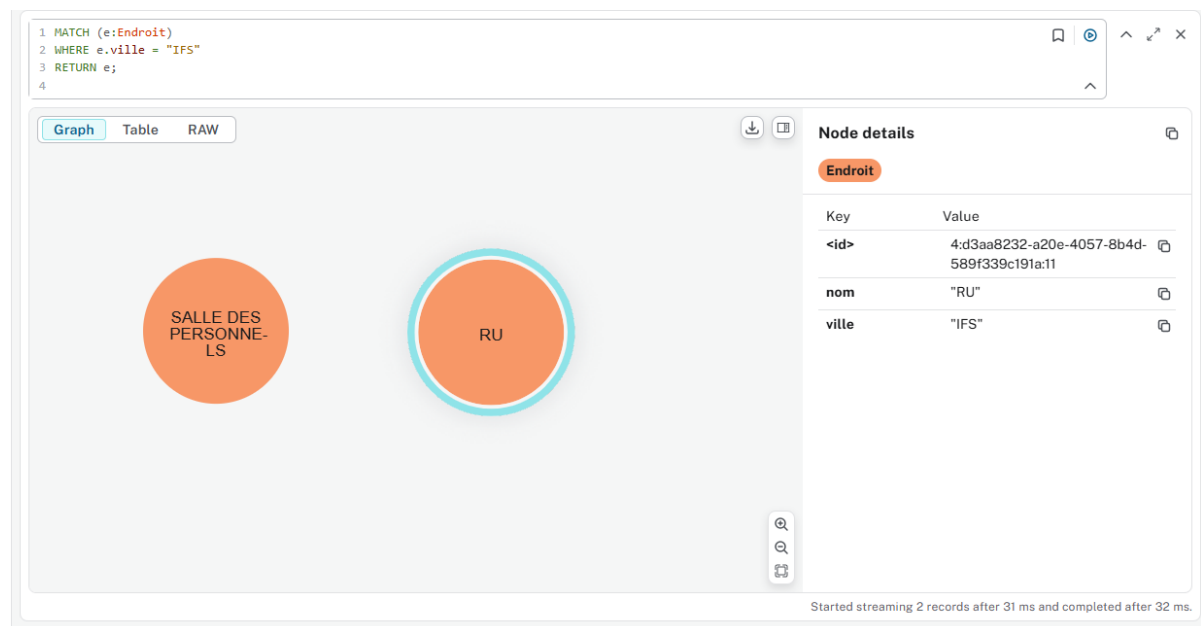 1 MATCH (e:Endroit)
2 WHERE e.ville = "IFS"
3 RETURN e;
4
Graph Table RAW
SALLE DES
PERSONNE-
LS
RU
Node details
Endroit
Key Value
<id> 4:d3aa8232-a20e-4057-8b4d-
589f339c191a:11
nom "RU"
ville "IFS"
Started streaming 2 records after 31 ms and completed after 32 ms.